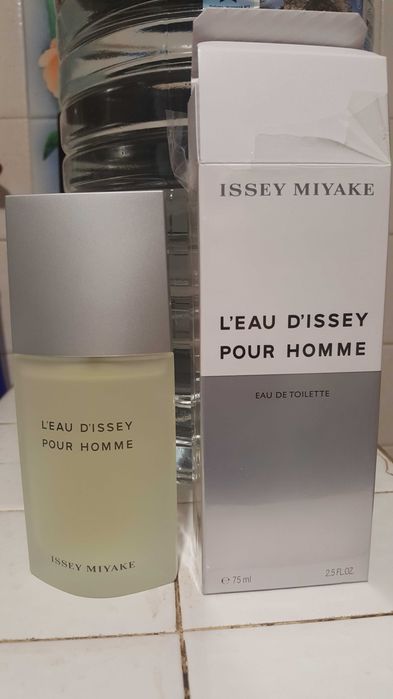 ISSEY MIYAKE
L'EAU D'ISSEY
POUR HOMME
EAU DE TOILETTE
℮ 75 ml 2.5 FL.OZ
L'EAU D'ISSEY
POUR HOMME
ISSEY MIYAKE